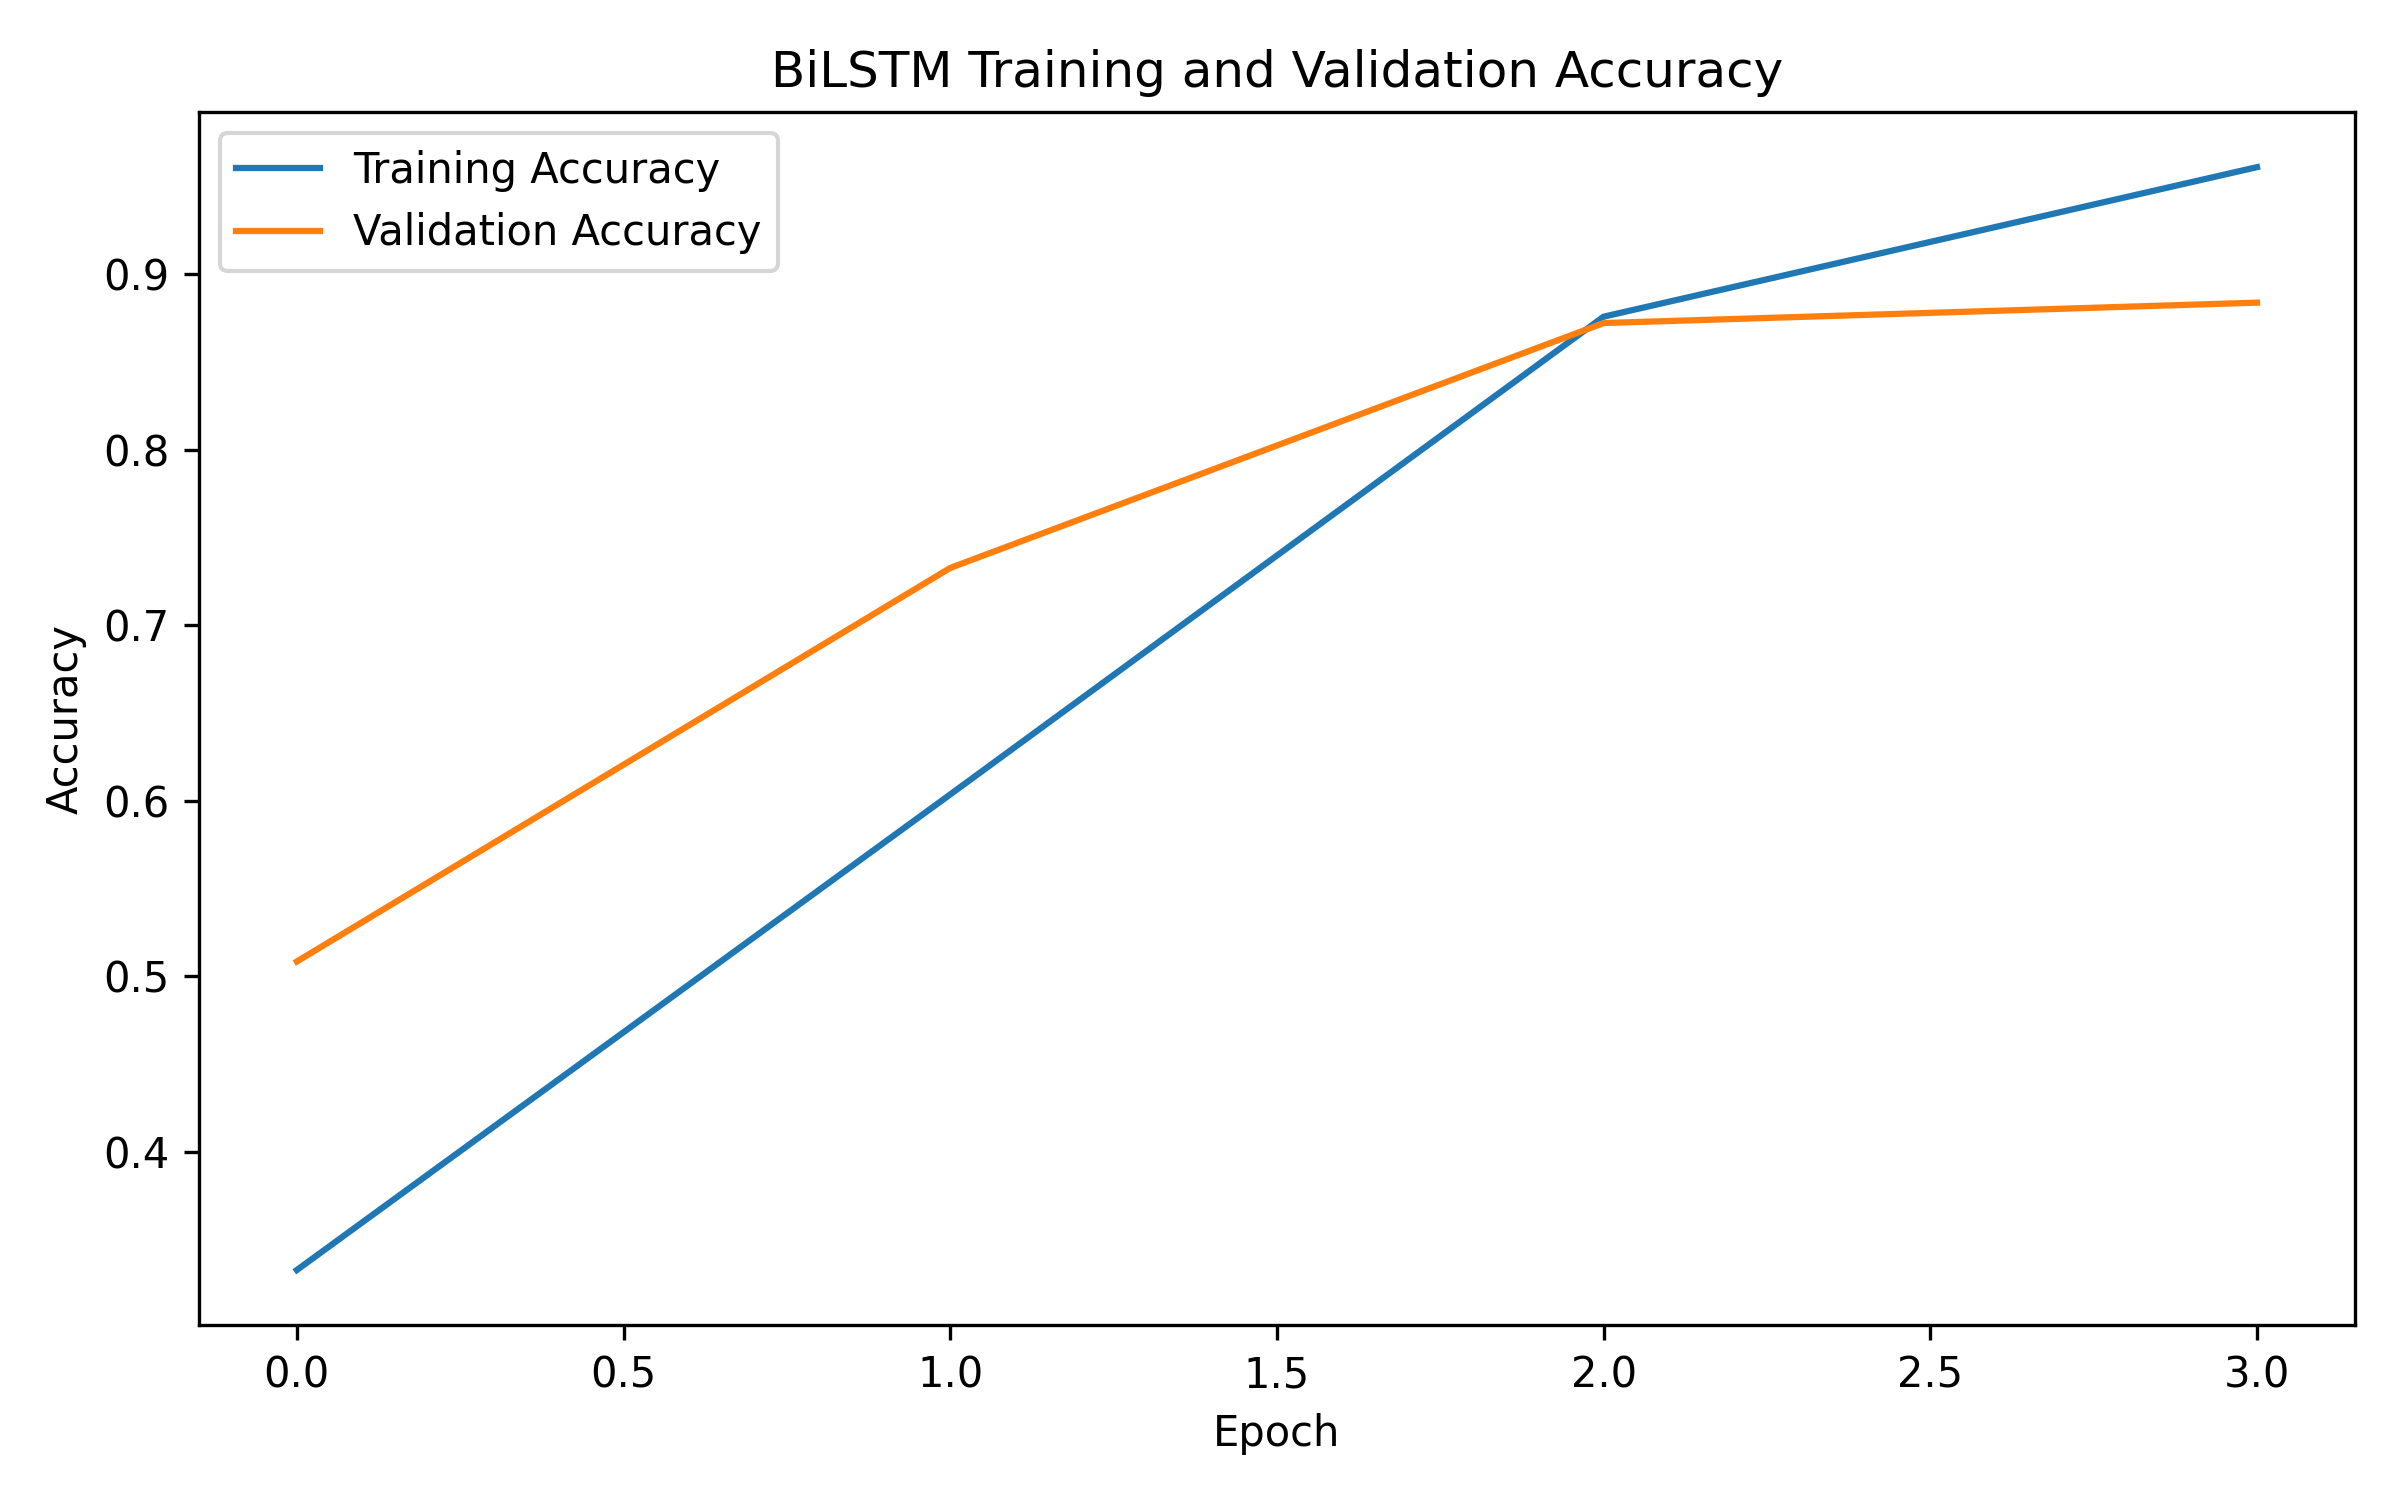 BiLSTM Training and Validation Accuracy
Training Accuracy
Validation Accuracy
0.9
0.8
0.7
0.6
0.5
0.4
Accuracy
0.0 0.5 1.0 1.5 2.0 2.5 3.0
Epoch